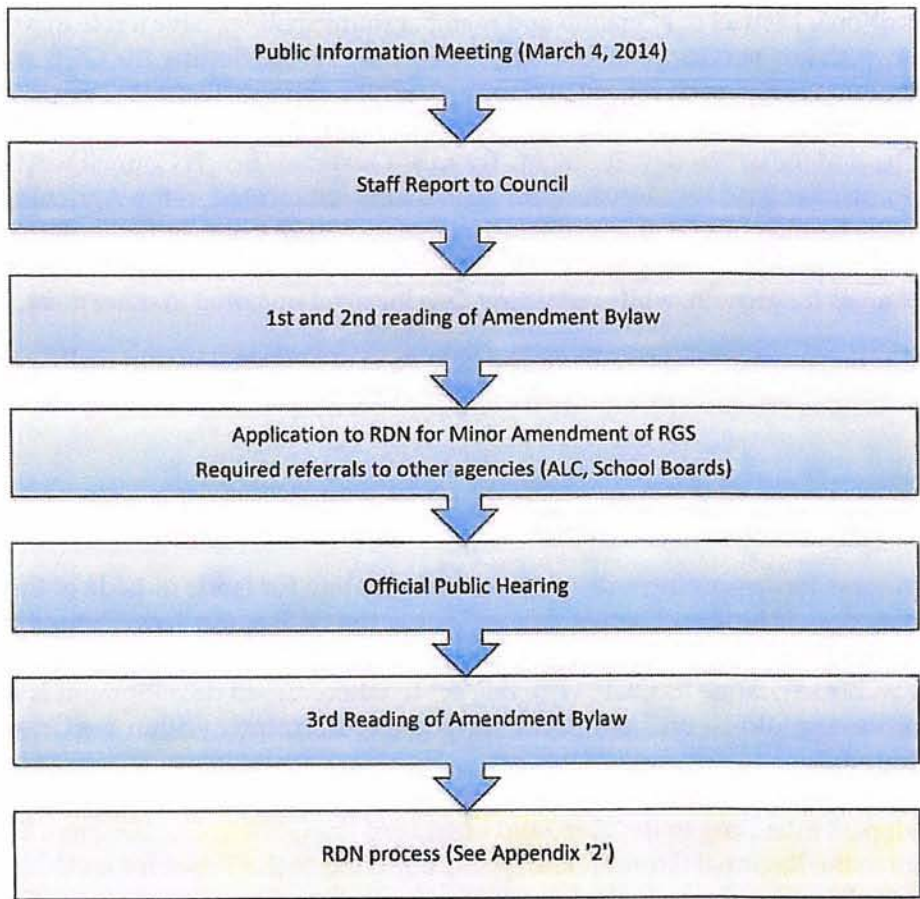 Public Information Meeting (March 4, 2014)
Staff Report to Council
1st and 2nd reading of Amendment Bylaw
Application to RDN for Minor Amendment of RGS
Required referrals to other agencies (ALC, School Boards)
Official Public Hearing
3rd Reading of Amendment Bylaw
RDN process (See Appendix '2')